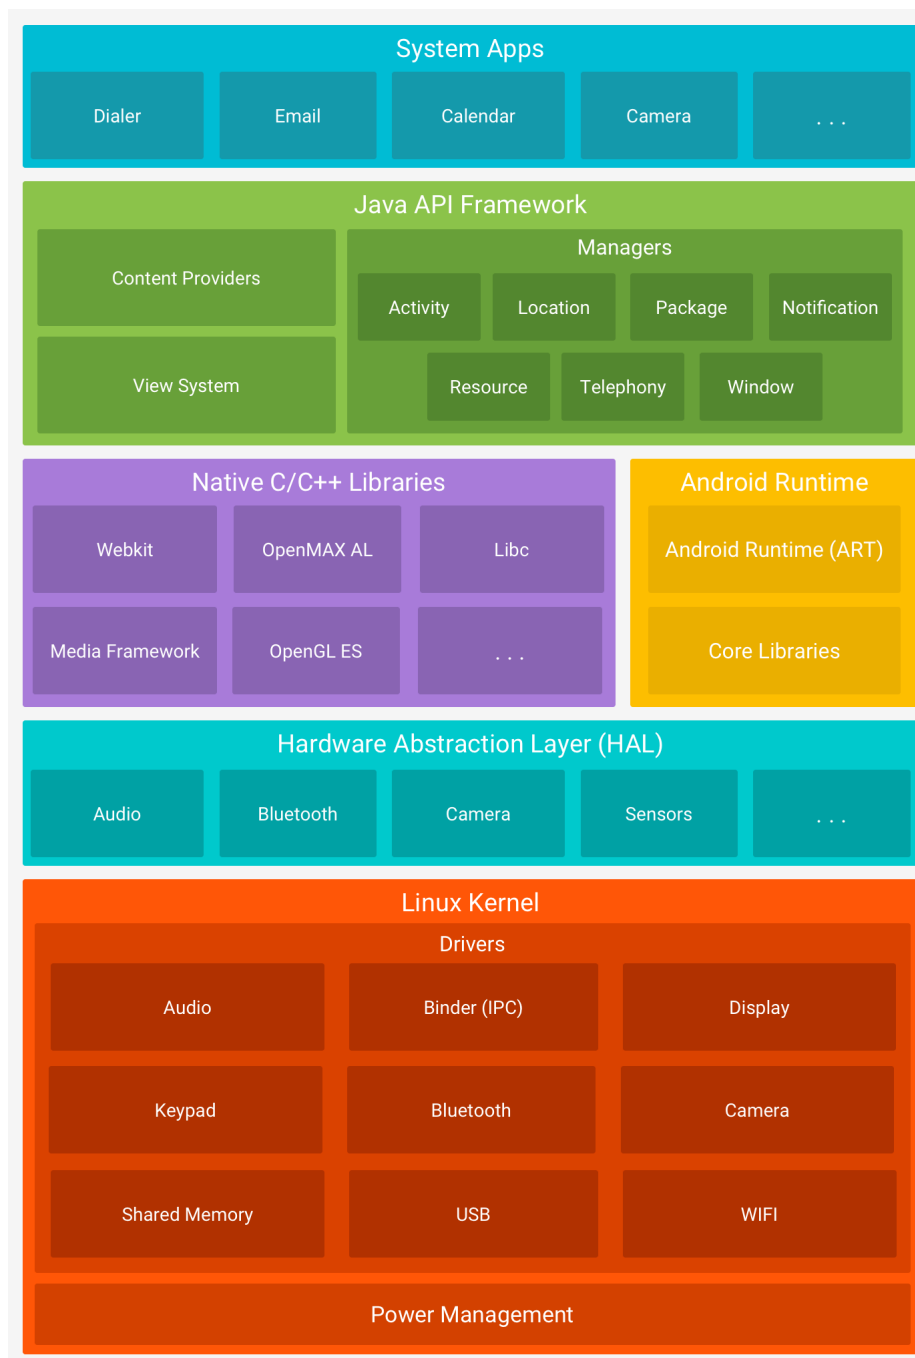 System Apps
Dialer
Email
Calendar
Camera
. . .
Java API Framework
Content Providers
View System
Managers
Activity
Location
Package
Notification
Resource
Telephony
Window
Native C/C++ Libraries
Webkit
OpenMAX AL
Libc
Media Framework
OpenGL ES
. . .
Android Runtime
Android Runtime (ART)
Core Libraries
Hardware Abstraction Layer (HAL)
Audio
Bluetooth
Camera
Sensors
. . .
Linux Kernel
Drivers
Audio
Binder (IPC)
Display
Keypad
Bluetooth
Camera
Shared Memory
USB
WIFI
Power Management